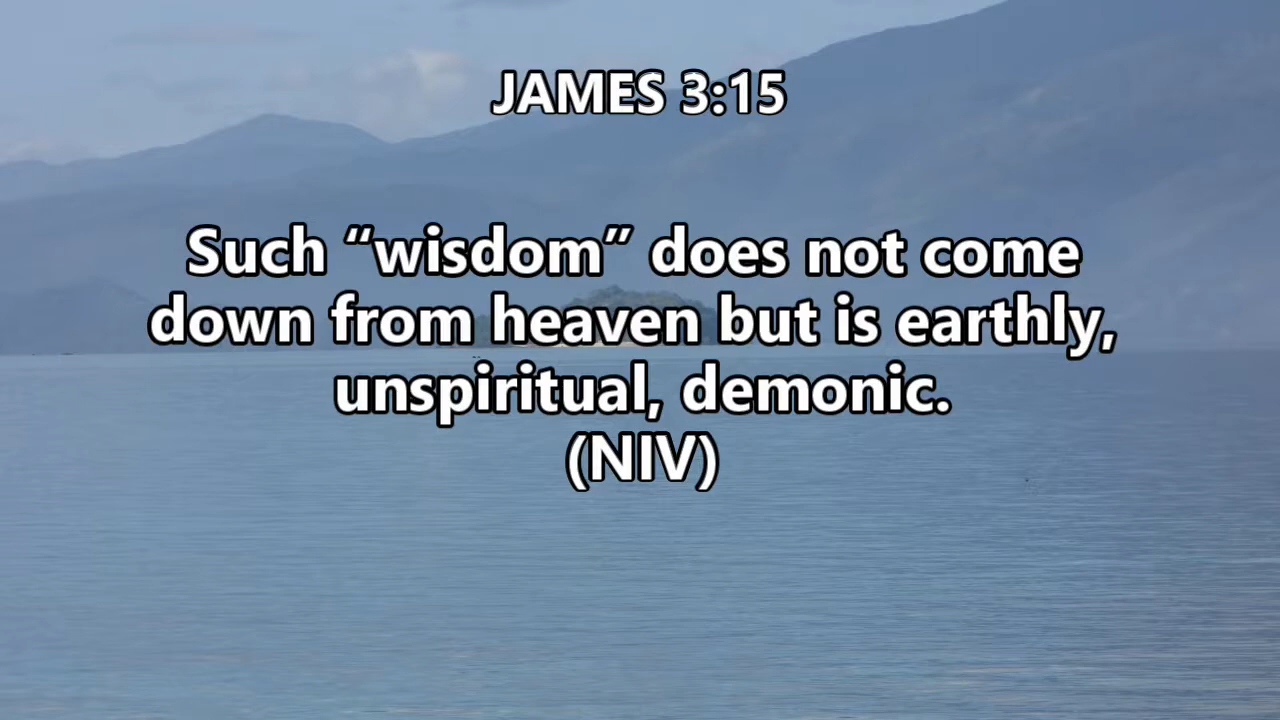 JAMES 3:15
Such “wisdom” does not come
down from heaven but is earthly,
unspiritual, demonic.
(NIV)